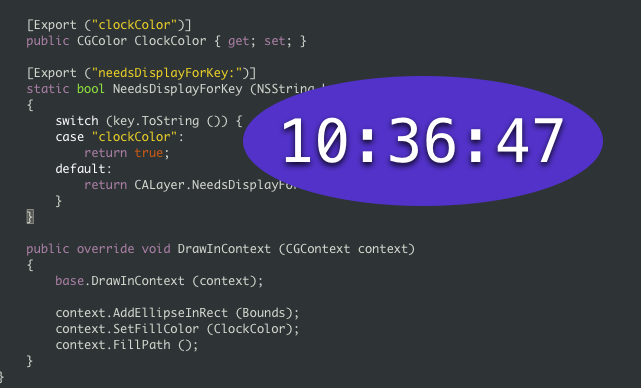 [Export ("clockColor")]
public CGColor ClockColor { get; set; }
[Export ("needsDisplayForKey:")]
static bool NeedsDisplayForKey (NSString
{
switch (key.ToString ()) {
case "clockColor":
return true;
default:
return CALayer.NeedsDisplayFo
}
}
10:36:47
public override void DrawInContext (CGContext context)
{
base.DrawInContext (context);
context.AddEllipseInRect (Bounds);
context.SetFillColor (ClockColor);
context.FillPath ();
}
}